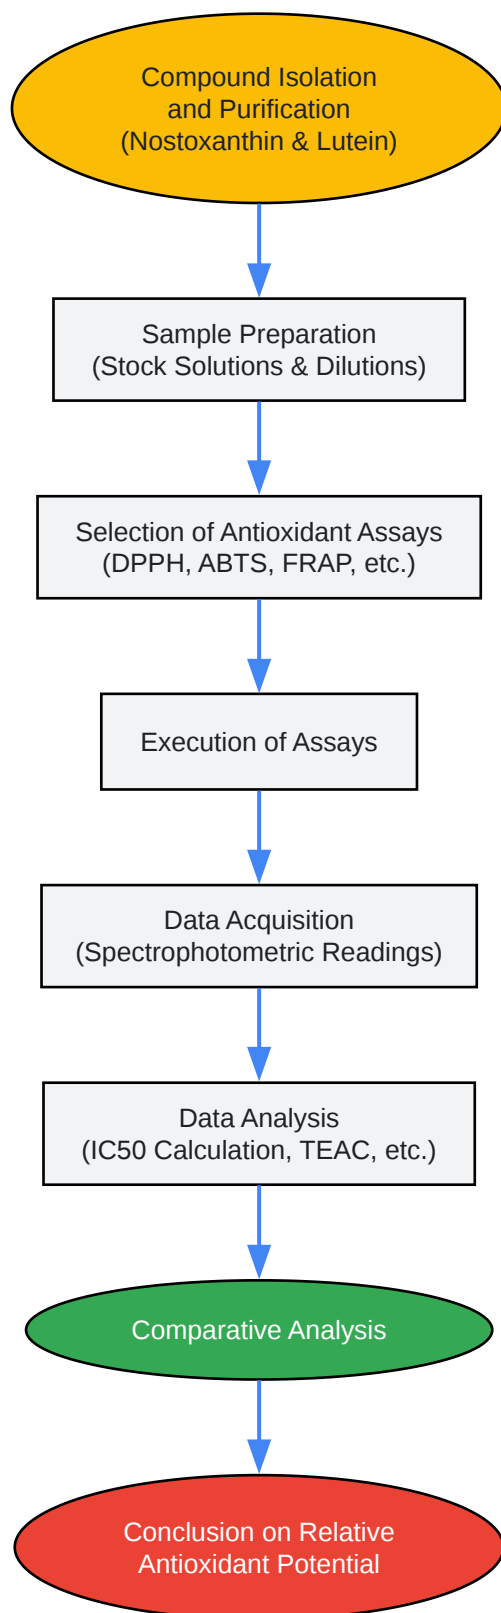 Compound Isolation
and Purification
(Nostoxanthin & Lutein)
Sample Preparation
(Stock Solutions & Dilutions)
Selection of Antioxidant Assays
(DPPH, ABTS, FRAP, etc.)
Execution of Assays
Data Acquisition
(Spectrophotometric Readings)
Data Analysis
(IC50 Calculation, TEAC, etc.)
Comparative Analysis
Conclusion on Relative
Antioxidant Potential